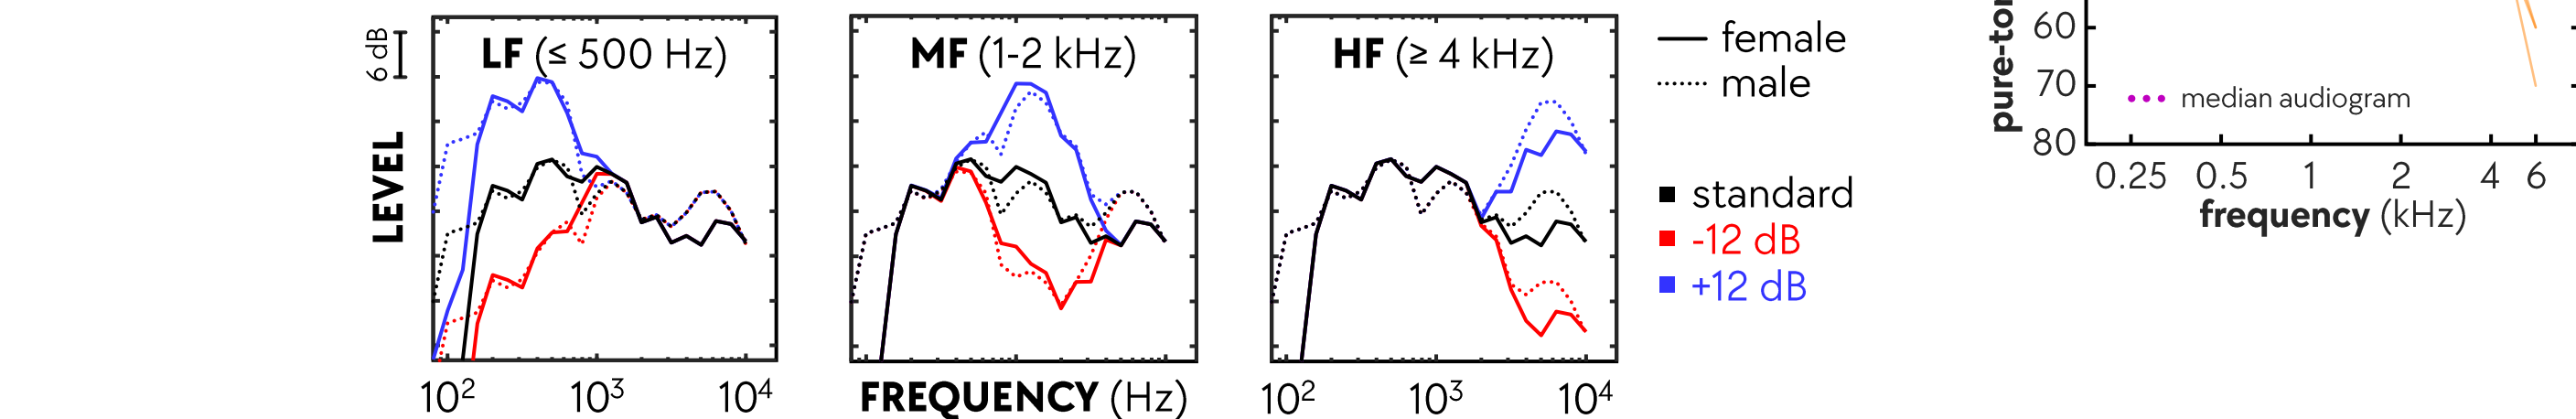 6 dB
LEVEL
LF (≤ 500 Hz)
10² 10³ 10⁴
MF (1-2 kHz)
FREQUENCY (Hz)
HF (≥ 4 kHz)
10² 10³ 10⁴
female
male
standard
-12 dB
+12 dB
60
70
80
median audiogram
0.25 0.5 1 2 4 6
frequency (kHz)